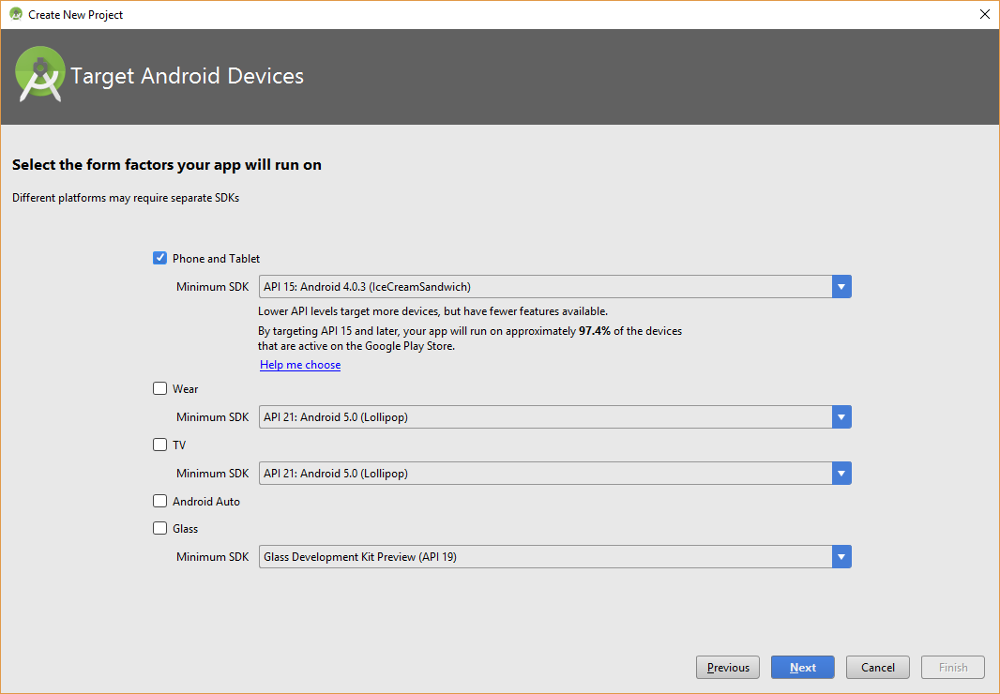 Create New Project
Target Android Devices
Select the form factors your app will run on
Different platforms may require separate SDKs
Phone and Tablet
Minimum SDK API 15: Android 4.0.3 (IceCreamSandwich)
Lower API levels target more devices, but have fewer features available.
By targeting API 15 and later, your app will run on approximately 97.4% of the devices
that are active on the Google Play Store.
Help me choose
Wear
Minimum SDK API 21: Android 5.0 (Lollipop)
TV
Minimum SDK API 21: Android 5.0 (Lollipop)
Android Auto
Glass
Minimum SDK Glass Development Kit Preview (API 19)
Previous Next Cancel Finish